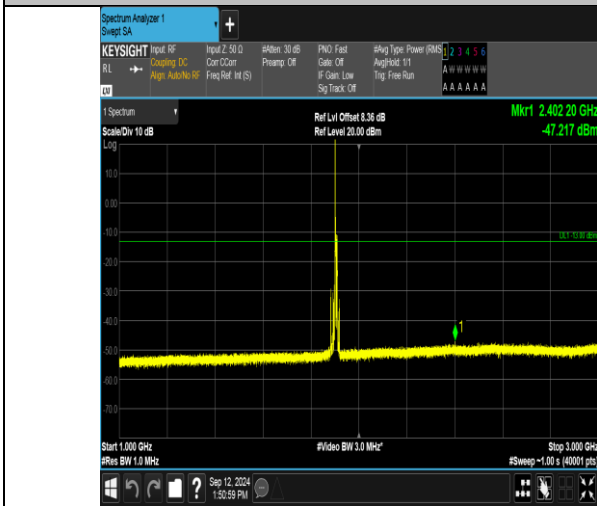 Spectrum Analyzer 1
Swept SA
+
KEYSIGHT Input: RF Input Z: 50 Ω #Atten: 30 dB PNO: Fast #Avg Type: Power (RMS 1 2 3 4 5 6
RL Coupling: DC Corr CCorr Preamp: Off Gate: Off Avg|Hold: 1/1 A W W W W W
Align: Auto/No RF Freq Ref: Int (S) IF Gain: Low Trig: Free Run
Sig Track: Off A A A A A A
1 Spectrum
Ref Lvl Offset 8.36 dB Mkr1 2.402 20 GHz
Scale/Div 10 dB Ref Level 20.00 dBm -47.217 dBm
Log
10.0
0.00
-10.0
DL1 -13.00 dBm
-20.0
-30.0
-40.0
1
-50.0
-60.0
-70.0
Start 1.000 GHz #Video BW 3.0 MHz* Stop 3.000 GHz
#Res BW 1.0 MHz #Sweep ~1.00 s (40001 pts)
? Sep 12, 2024
1:50:59 PM